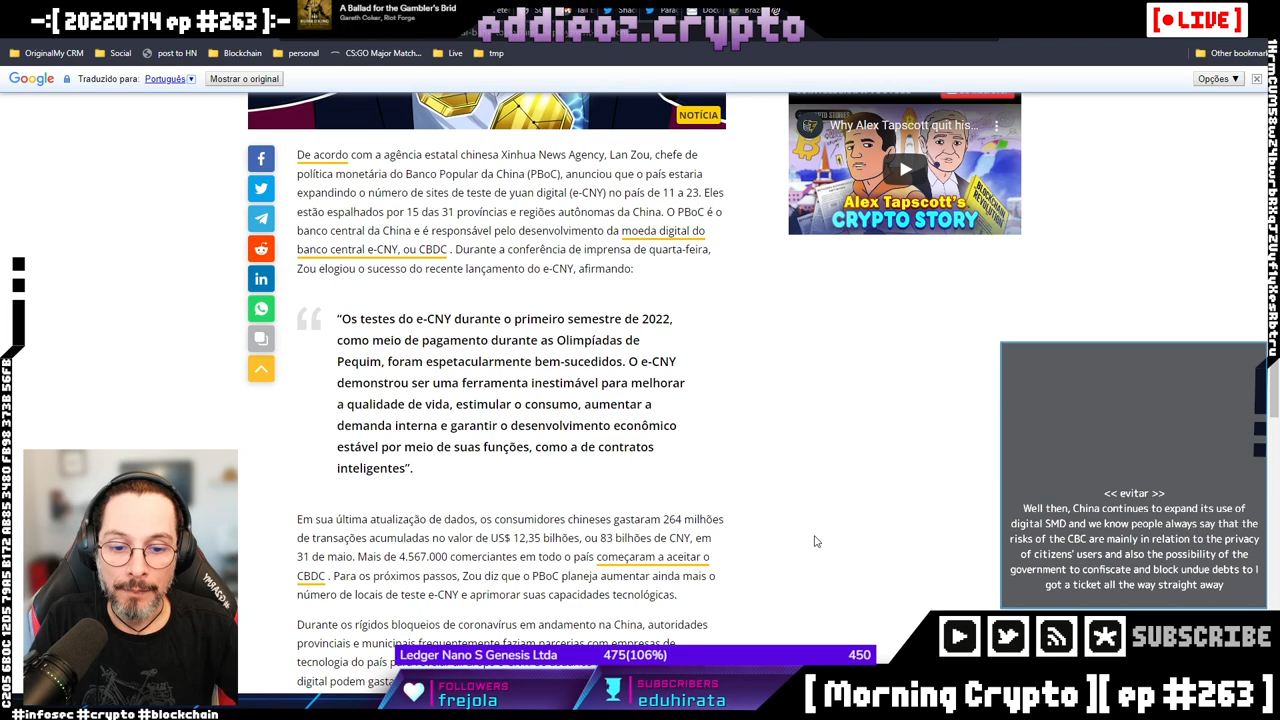 -:[ 20220714 ep #263 ]:-
A Ballad for the Gambler's Brid
Gareth Coker, Riot Forge
eddieoz.crypto
[● LIVE ]
OriginalMy CRM
Social
post to HN
Blockchain
personal
CS:GO Major Match...
Live
tmp
Other bookmark
Google
Traduzido para: Português
Mostrar o original
Opções ▼
NOTÍCIA
Why Alex Tapscott quit his...
BLOCKCHAIN REVOLUTION
Alex Tapscott's
CRYPTO STORY
De acordo com a agência estatal chinesa Xinhua News Agency, Lan Zou, chefe de
política monetária do Banco Popular da China (PBoC), anunciou que o país estaria
expandindo o número de sites de teste de yuan digital (e-CNY) no país de 11 a 23. Eles
estão espalhados por 15 das 31 províncias e regiões autônomas da China. O PBoC é o
banco central da China e é responsável pelo desenvolvimento da moeda digital do
banco central e-CNY, ou CBDC . Durante a conferência de imprensa de quarta-feira,
Zou elogiou o sucesso do recente lançamento do e-CNY, afirmando:
“Os testes do e-CNY durante o primeiro semestre de 2022,
como meio de pagamento durante as Olimpíadas de
Pequim, foram espetacularmente bem-sucedidos. O e-CNY
demonstrou ser uma ferramenta inestimável para melhorar
a qualidade de vida, estimular o consumo, aumentar a
demanda interna e garantir o desenvolvimento econômico
estável por meio de suas funções, como a de contratos
inteligentes”.
Em sua última atualização de dados, os consumidores chineses gastaram 264 milhões
de transações acumuladas no valor de US$ 12,35 bilhões, ou 83 bilhões de CNY, em
31 de maio. Mais de 4.567.000 comerciantes em todo o país começaram a aceitar o
CBDC . Para os próximos passos, Zou diz que o PBoC planeja aumentar ainda mais o
número de locais de teste e-CNY e aprimorar suas capacidades tecnológicas.
Durante os rígidos bloqueios de coronavírus em andamento na China, autoridades
provinciais e municipais frequentemente faziam parcerias com empresas de
tecnologia do país
digital podem gasta
<< evitar >>
Well then, China continues to expand its use of
digital SMD and we know people always say that the
risks of the CBC are mainly in relation to the privacy
of citizens' users and also the possibility of the
government to confiscate and block undue debts to I
got a ticket all the way straight away
Ledger Nano S Genesis Ltda 475(106%) 450
FOLLOWERS
frejola
SUBSCRIBERS
eduhirata
SUBSCRIBE
[ Morning Crypto ][ ep #263 ]
#infosec #crypto #blockchain